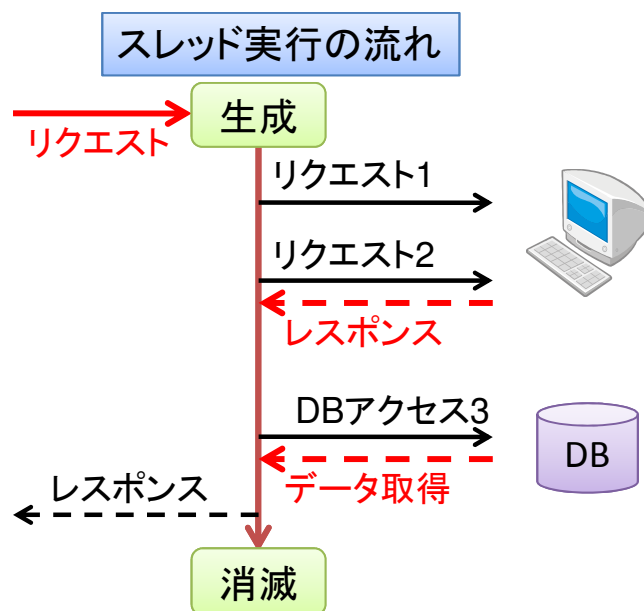 スレッド実行の流れ
生成
リクエスト
リクエスト1
リクエスト2
レスポンス
DBアクセス3
DB
データ取得
レスポンス
消滅